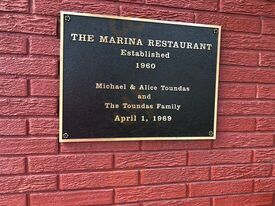 THE MARINA RESTAURANT
Established
1960
Michael & Alice Toundas
and
The Toundas Family
April 1, 1969